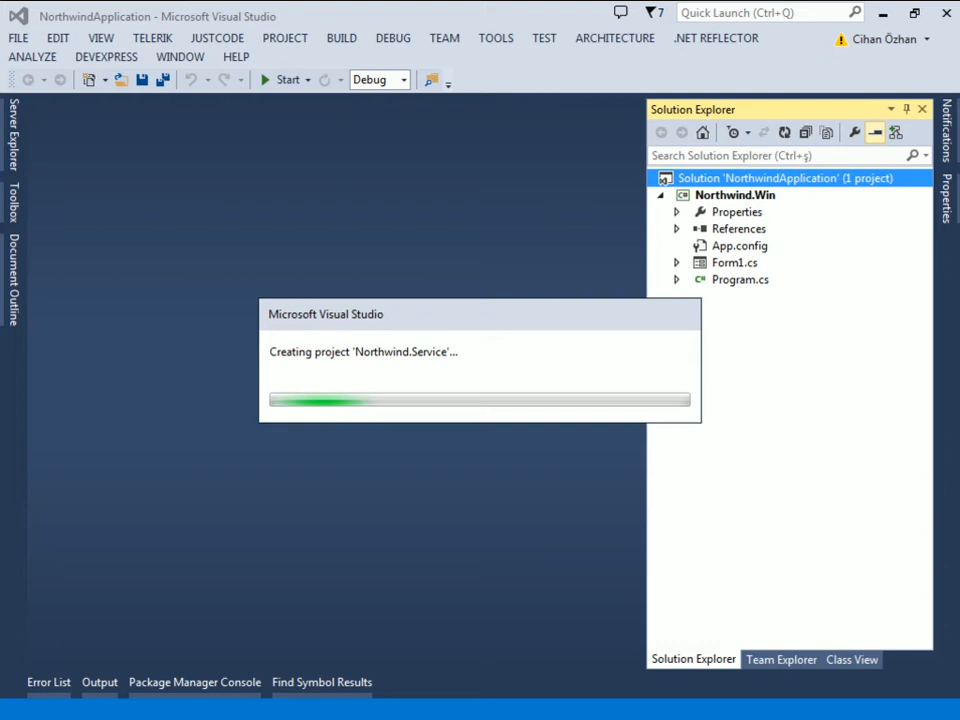 NorthwindApplication - Microsoft Visual Studio
7
Quick Launch (Ctrl+Q)
FILE EDIT VIEW TELERIK JUSTCODE PROJECT BUILD DEBUG TEAM TOOLS TEST ARCHITECTURE .NET REFLECTOR
Cihan Özhan
ANALYZE DEVEXPRESS WINDOW HELP
Start
Debug
Server Explorer
Toolbox
Document Outline
Solution Explorer
Search Solution Explorer (Ctrl+ş)
Solution 'NorthwindApplication' (1 project)
C# Northwind.Win
Properties
References
App.config
Form1.cs
C# Program.cs
Microsoft Visual Studio
Creating project 'Northwind.Service'...
Notifications
Properties
Solution Explorer Team Explorer Class View
Error List Output Package Manager Console Find Symbol Results